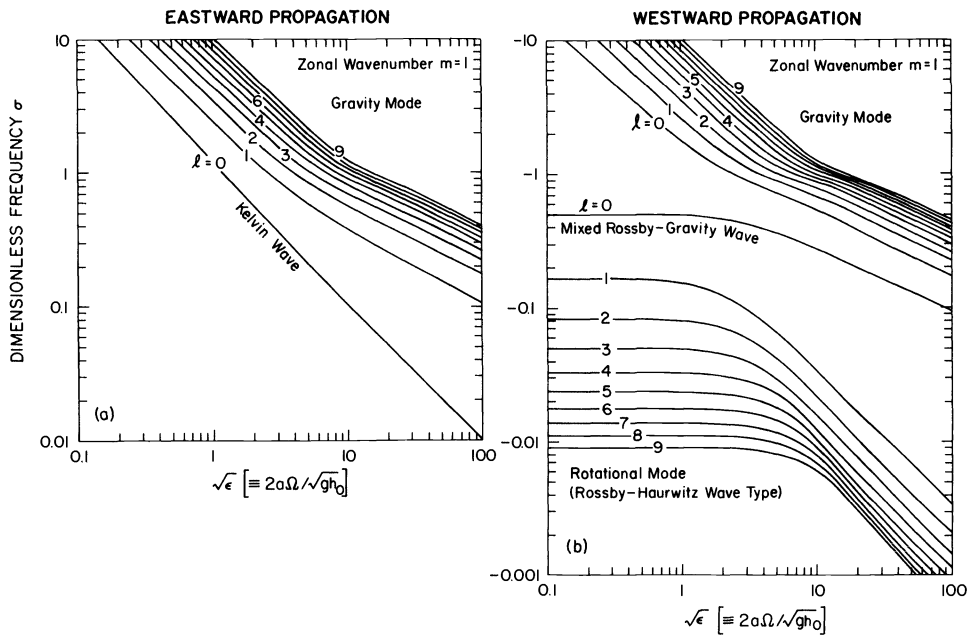 EASTWARD PROPAGATION
DIMENSIONLESS FREQUENCY σ
10
1
0.1
0.01
Zonal Wavenumber m=1
Gravity Mode
6
4
2
1
3
9
ℓ=0
Kelvin Wave
(a)
0.1
1
10
100
√ϵ [≡ 2aΩ/√gh₀]
WESTWARD PROPAGATION
-10
-1
-0.1
-0.01
-0.001
Zonal Wavenumber m=1
Gravity Mode
5
9
3
1
2
4
ℓ=0
ℓ=0
Mixed Rossby-Gravity Wave
1
2
3
4
5
6
7
8
9
Rotational Mode
(Rossby-Haurwitz Wave Type)
(b)
0.1
1
10
100
√ϵ [≡ 2aΩ/√gh₀]